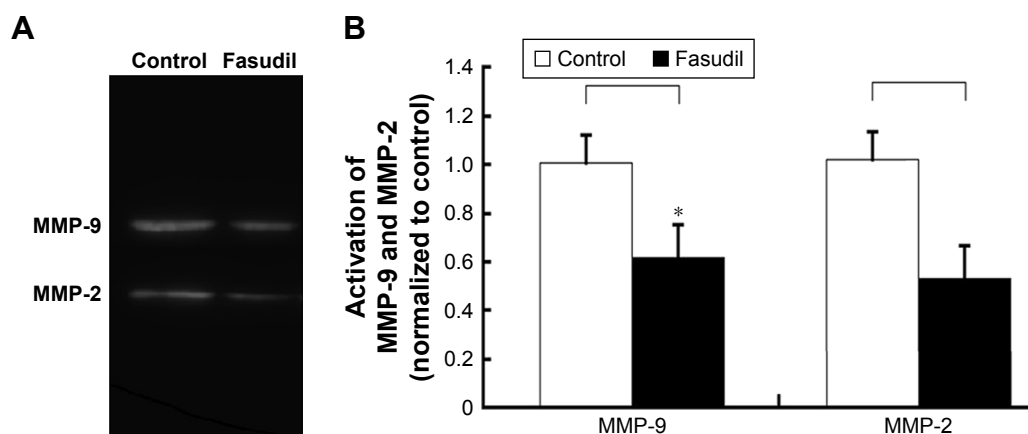 A
Control Fasudil
MMP-9
MMP-2
B
Control Fasudil
Activation of
MMP-9 and MMP-2
(normalized to control)
1.4
1.2
1.0
0.8
0.6
0.4
0.2
0
*
MMP-9 MMP-2